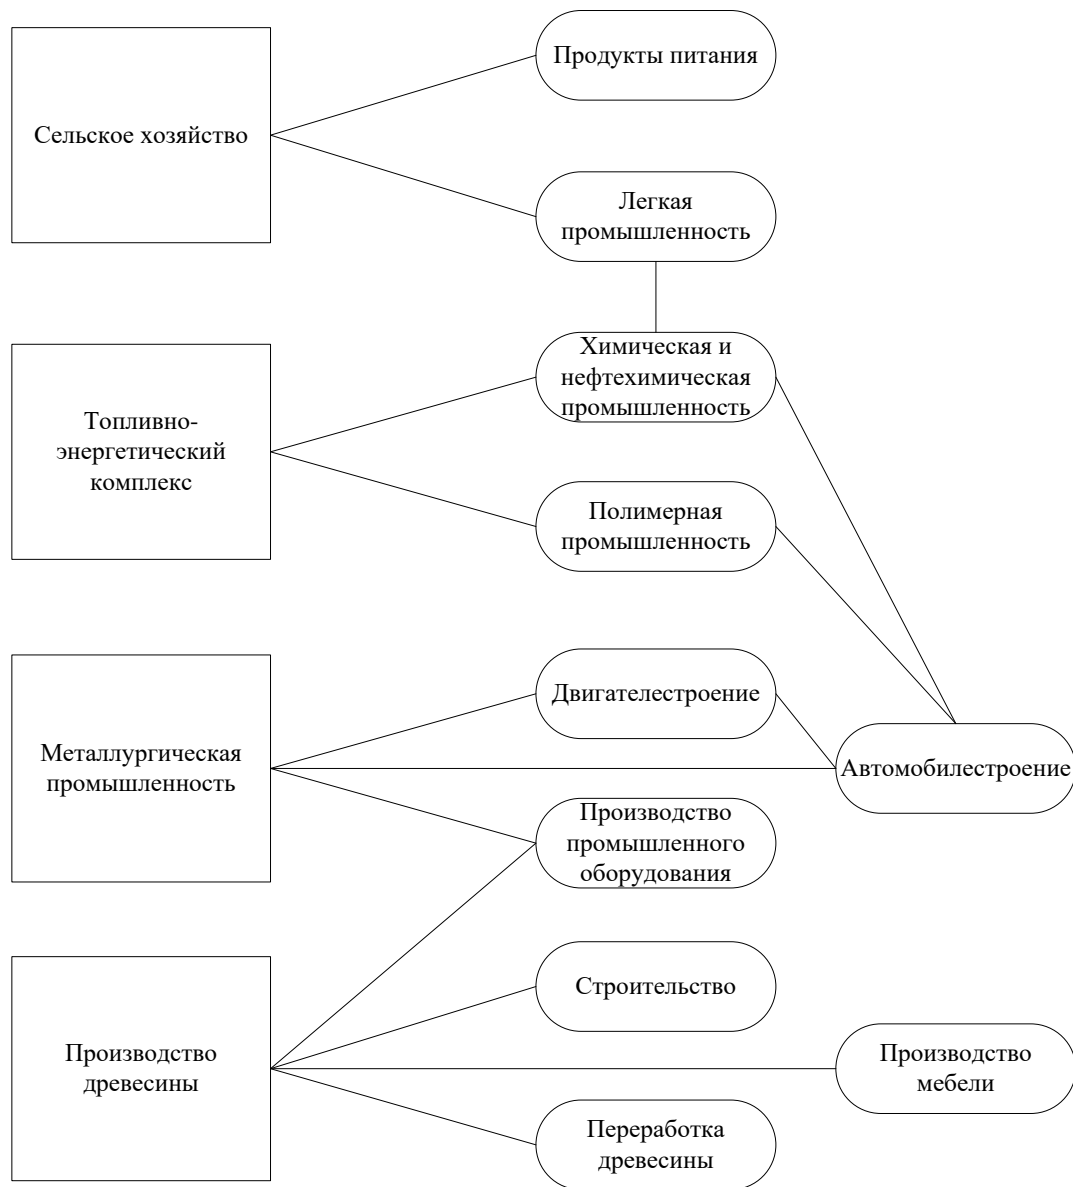 Продукты питания
Сельское хозяйство
Легкая
промышленность
Химическая и
нефтехимическая
промышленность
Топливно-
энергетический
комплекс
Полимерная
промышленность
Двигателестроение
Металлургическая
промышленность
Автомобилестроение
Производство
промышленного
оборудования
Строительство
Производство
древесины
Производство
мебели
Переработка
древесины